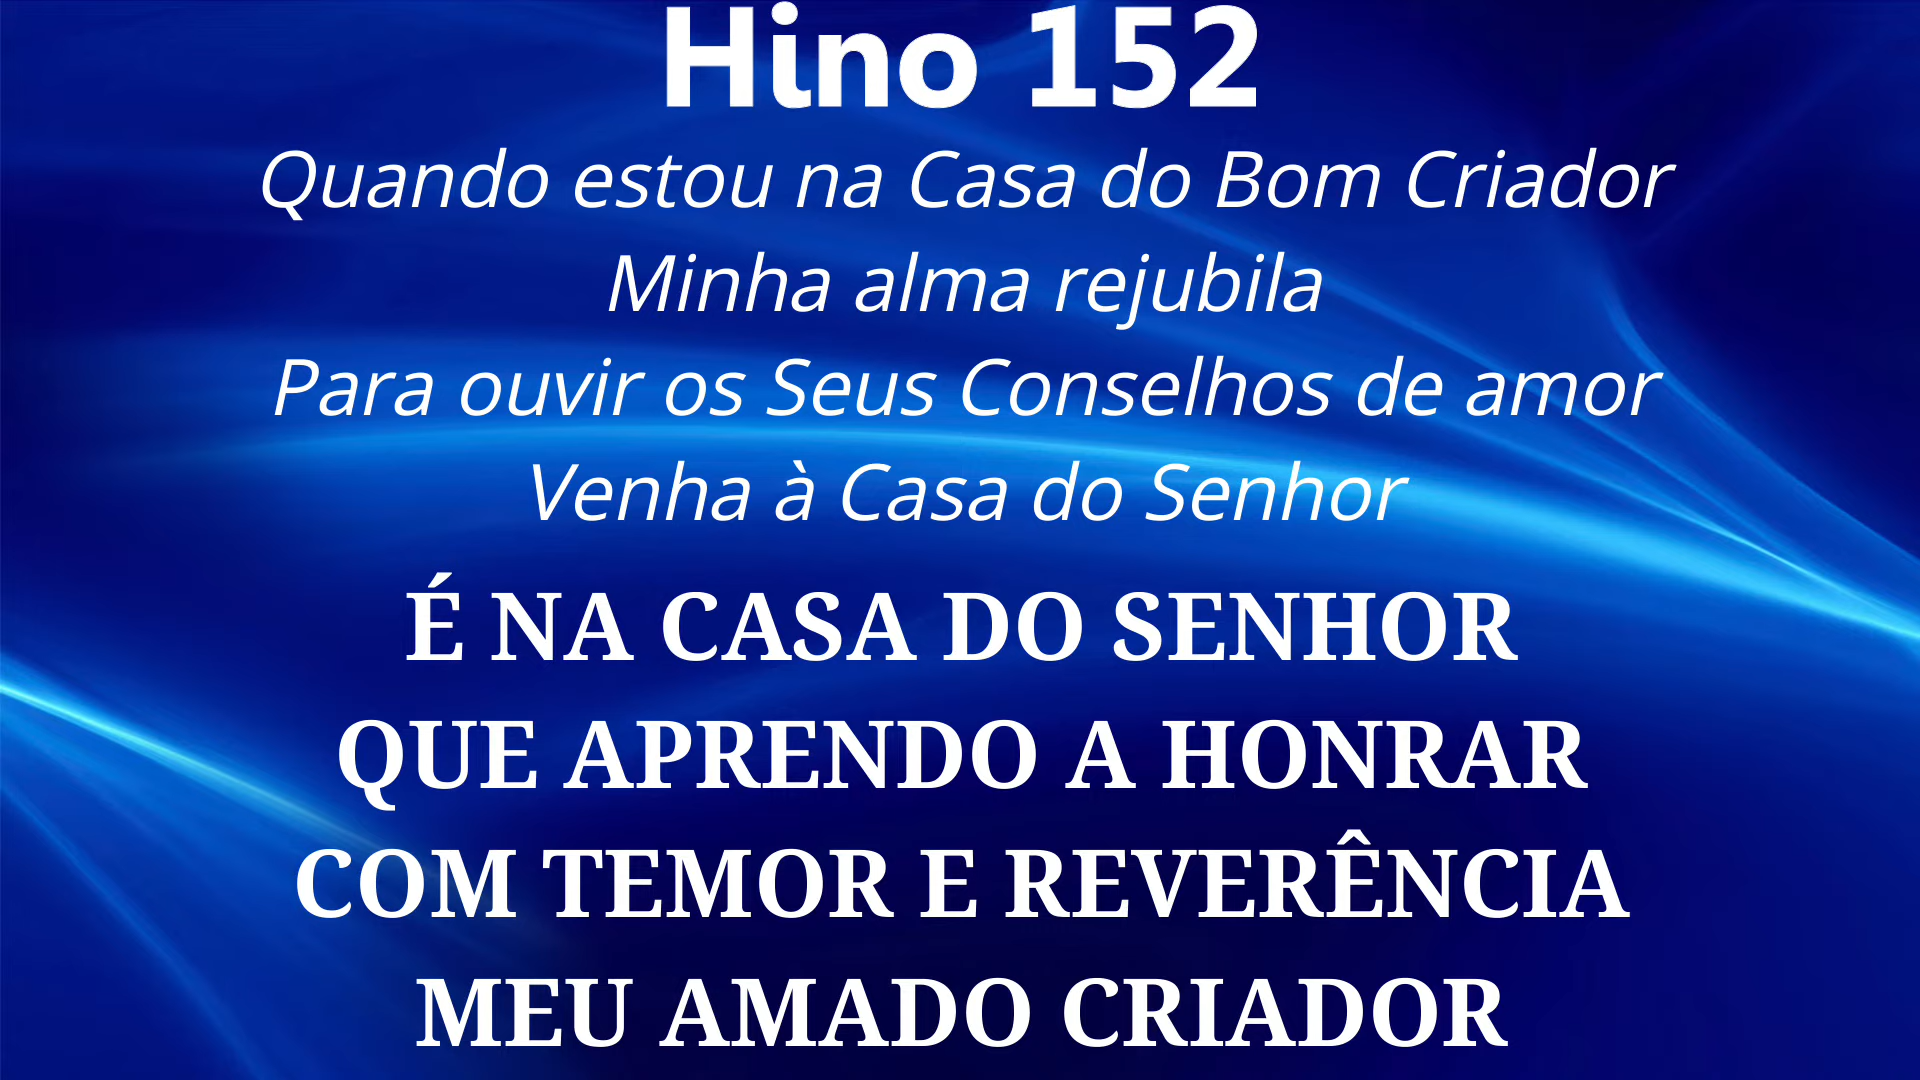 Hino 152
Quando estou na Casa do Bom Criador
Minha alma rejubila
Para ouvir os Seus Conselhos de amor
Venha à Casa do Senhor
É NA CASA DO SENHOR
QUE APRENDO A HONRAR
COM TEMOR E REVERÊNCIA
MEU AMADO CRIADOR